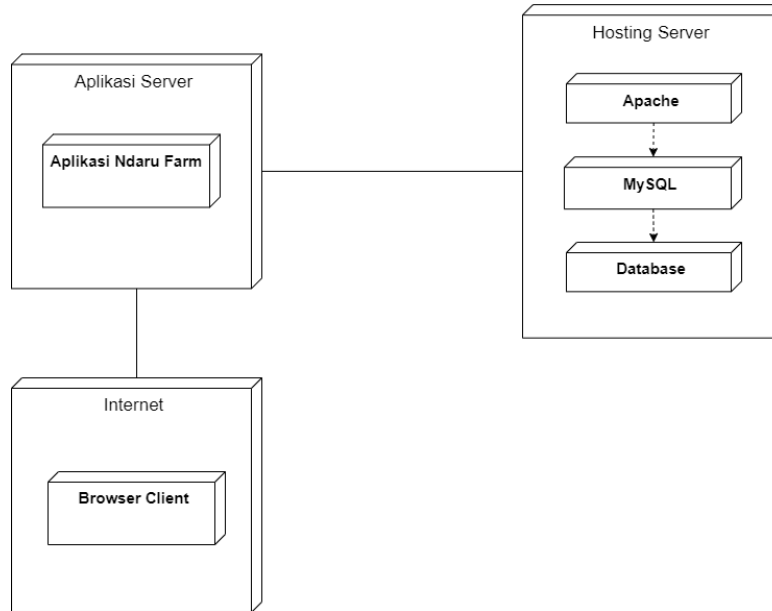 Aplikasi Server
Aplikasi Ndaru Farm
Hosting Server
Apache
MySQL
Database
Internet
Browser Client